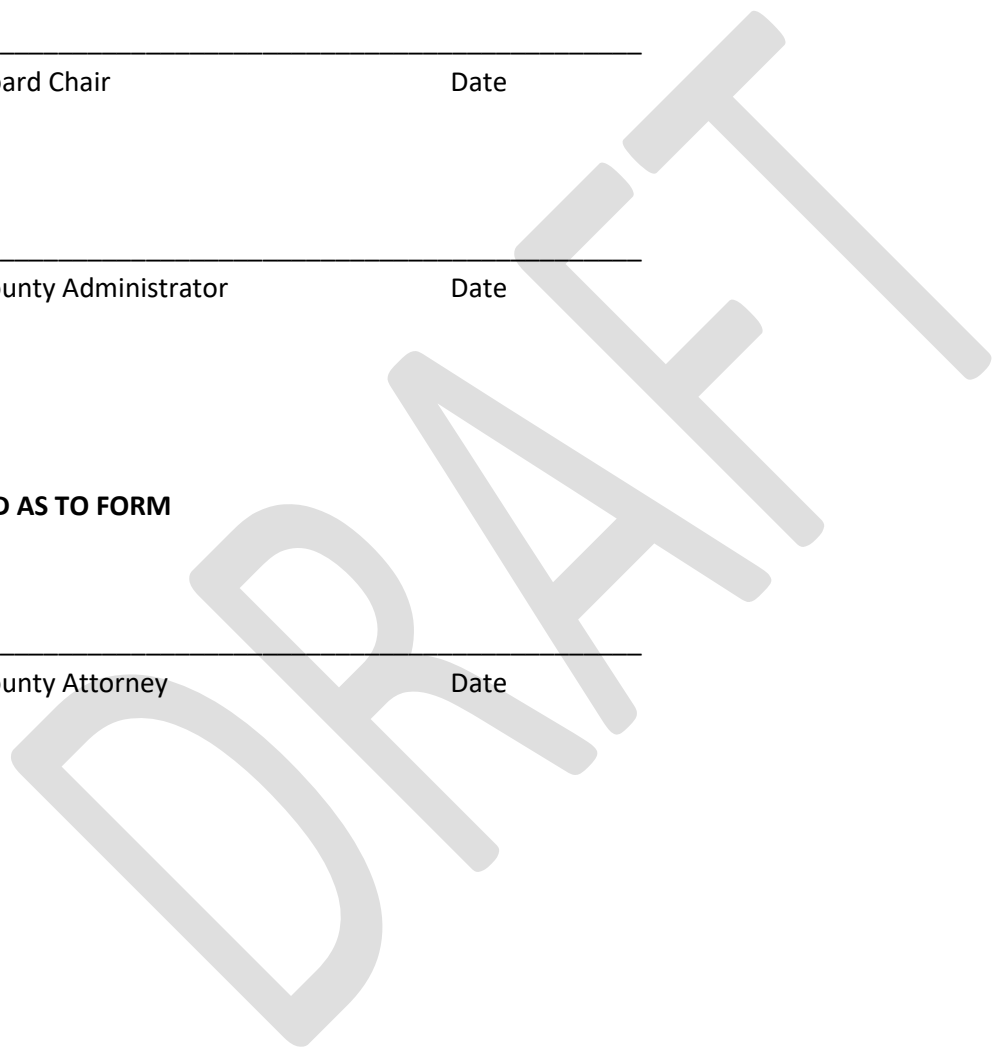 ard Chair Date
unty Administrator Date
D AS TO FORM
unty Attorney Date
DRAFT